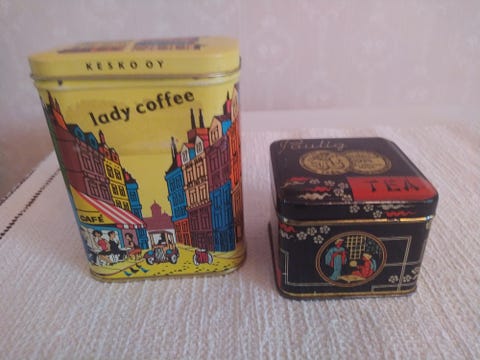 KESKO OY
lady coffee
CAFÉ
Paulig
TEA